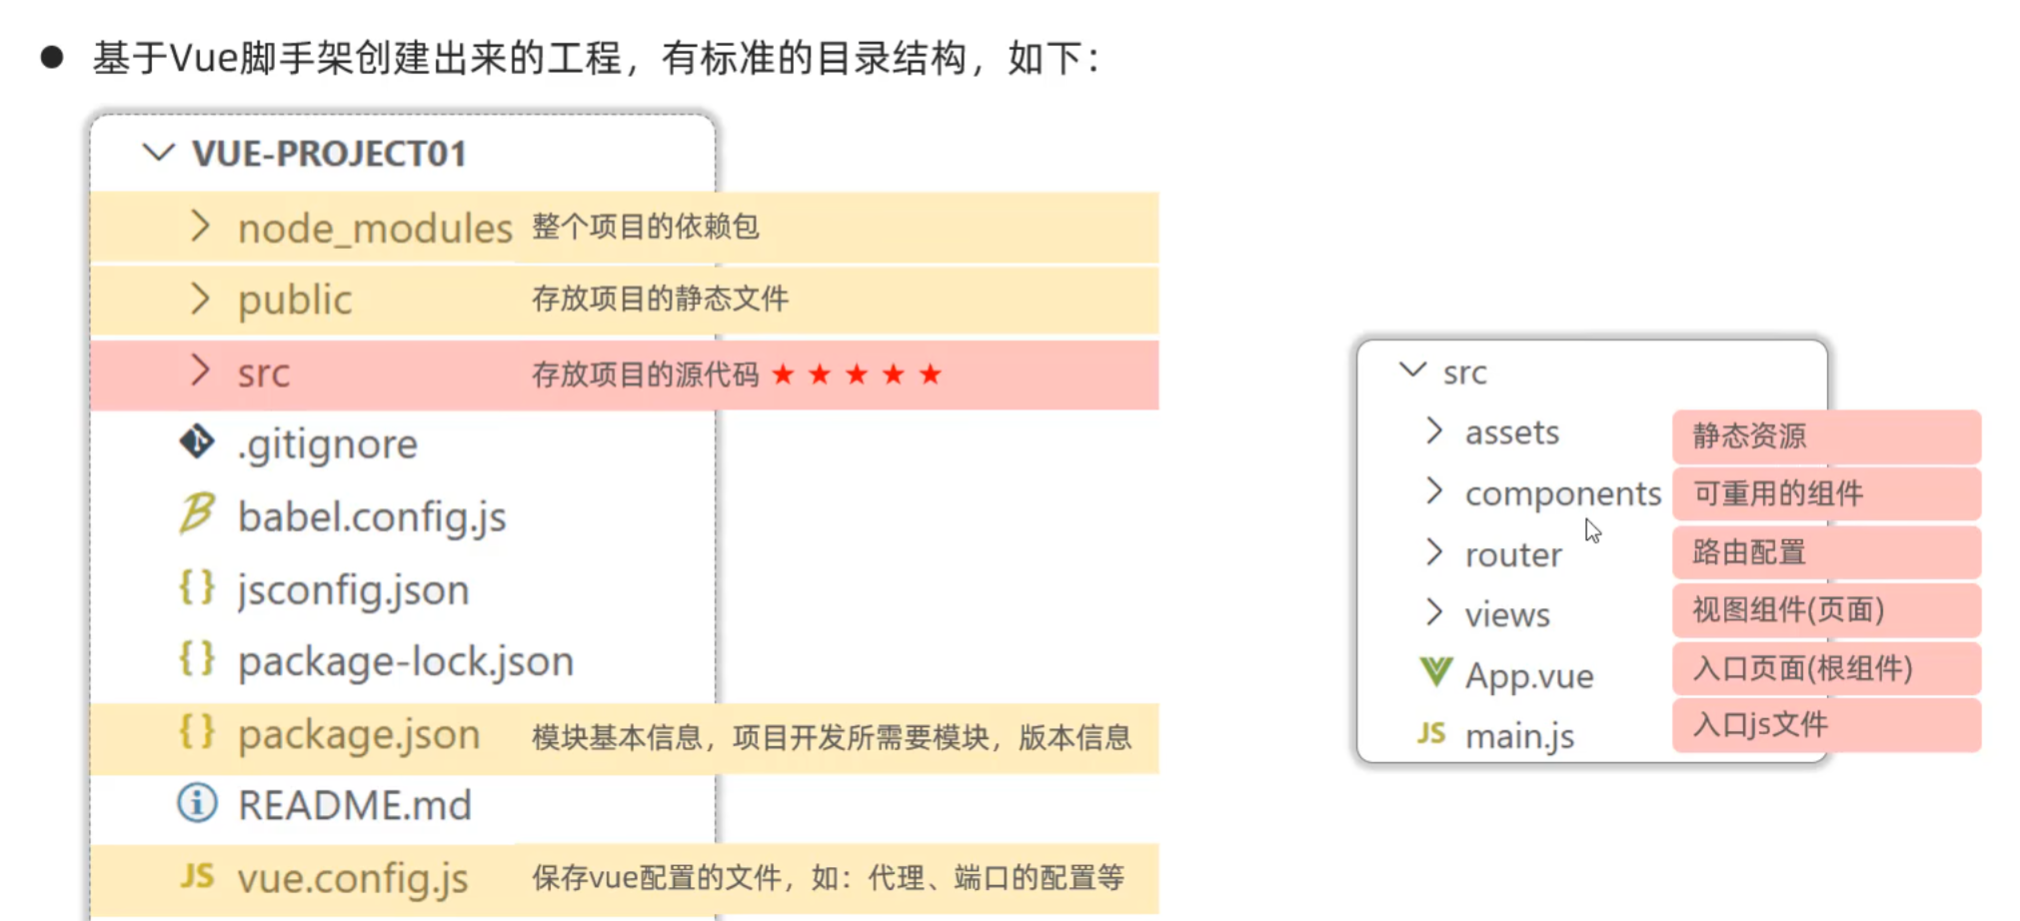 ● 基于Vue脚手架创建出来的工程，有标准的目录结构，如下：
VUE-PROJECT01
node_modules 整个项目的依赖包
public 存放项目的静态文件
src 存放项目的源代码 ★ ★ ★ ★ ★
.gitignore
babel.config.js
{ } jsconfig.json
{ } package-lock.json
{ } package.json 模块基本信息，项目开发所需要模块，版本信息
README.md
JS vue.config.js 保存vue配置的文件，如：代理、端口的配置等
src
assets 静态资源
components 可重用的组件
router 路由配置
views 视图组件(页面)
App.vue 入口页面(根组件)
JS main.js 入口js文件